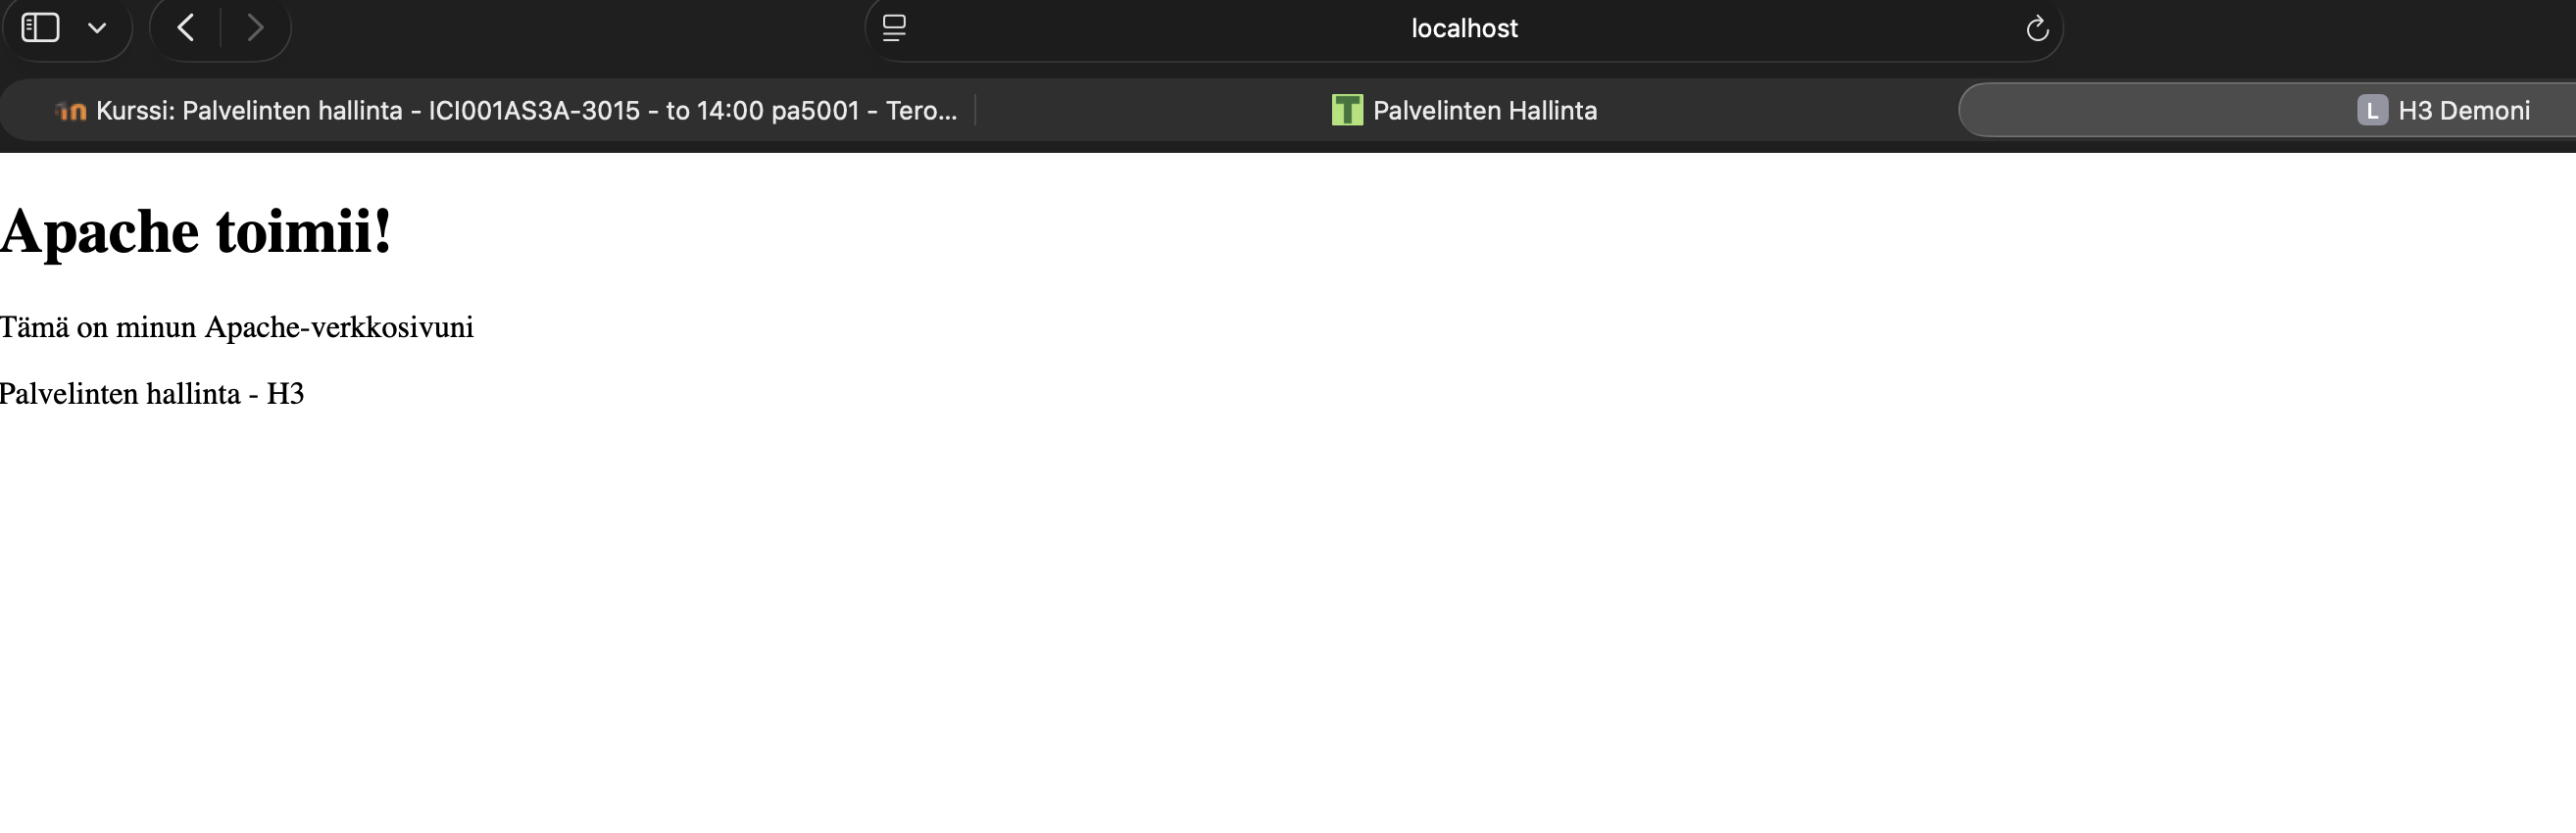 localhost
Kurssi: Palvelinten hallinta - ICI001AS3A-3015 - to 14:00 pa5001 - Tero...
T Palvelinten Hallinta
L H3 Demoni
Apache toimii!
Tämä on minun Apache-verkkosivuni
Palvelinten hallinta - H3